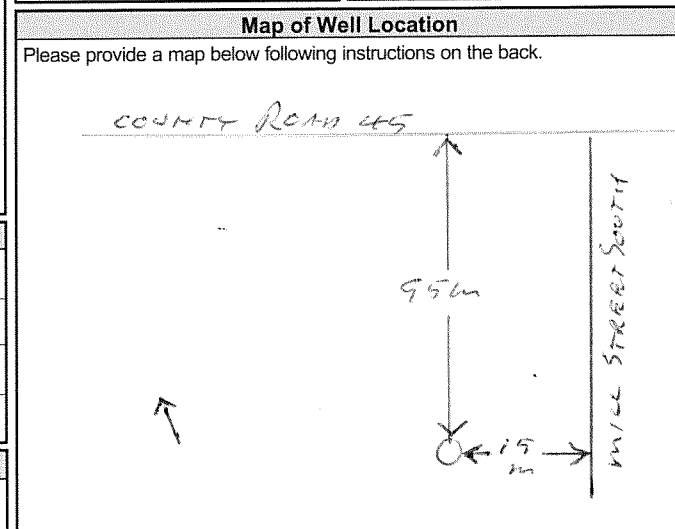 Map of Well Location
Please provide a map below following instructions on the back.
COUNTY ROAD 45
95m
15
m
MILL STREET SOUTH